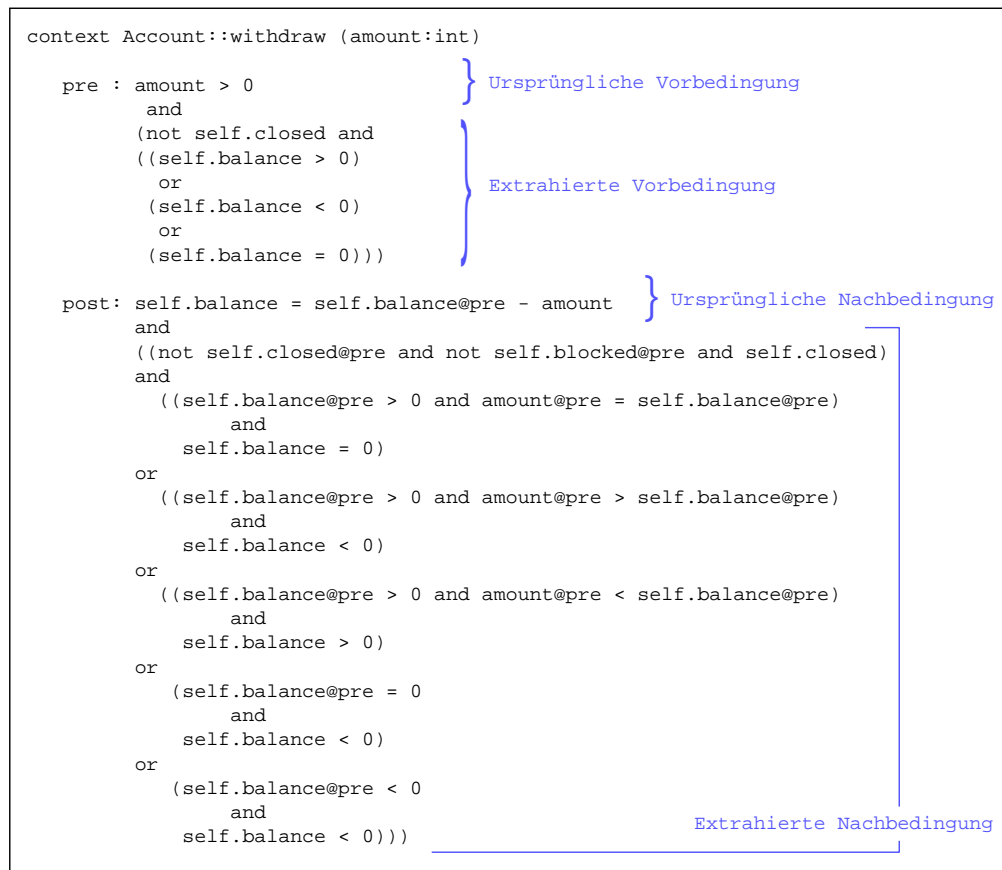 context Account::withdraw (amount:int)
pre : amount > 0 } Ursprüngliche Vorbedingung
and
(not self.closed and
((self.balance > 0)
or } Extrahierte Vorbedingung
(self.balance < 0)
or
(self.balance = 0)))
post: self.balance = self.balance@pre - amount } Ursprüngliche Nachbedingung
and
((not self.closed@pre and not self.blocked@pre and self.closed)
and
((self.balance@pre > 0 and amount@pre = self.balance@pre)
and
self.balance = 0)
or
((self.balance@pre > 0 and amount@pre > self.balance@pre)
and
self.balance < 0)
or
((self.balance@pre > 0 and amount@pre < self.balance@pre)
and
self.balance > 0)
or
(self.balance@pre = 0
and
self.balance < 0)
or
(self.balance@pre < 0
and
self.balance < 0))) Extrahierte Nachbedingung